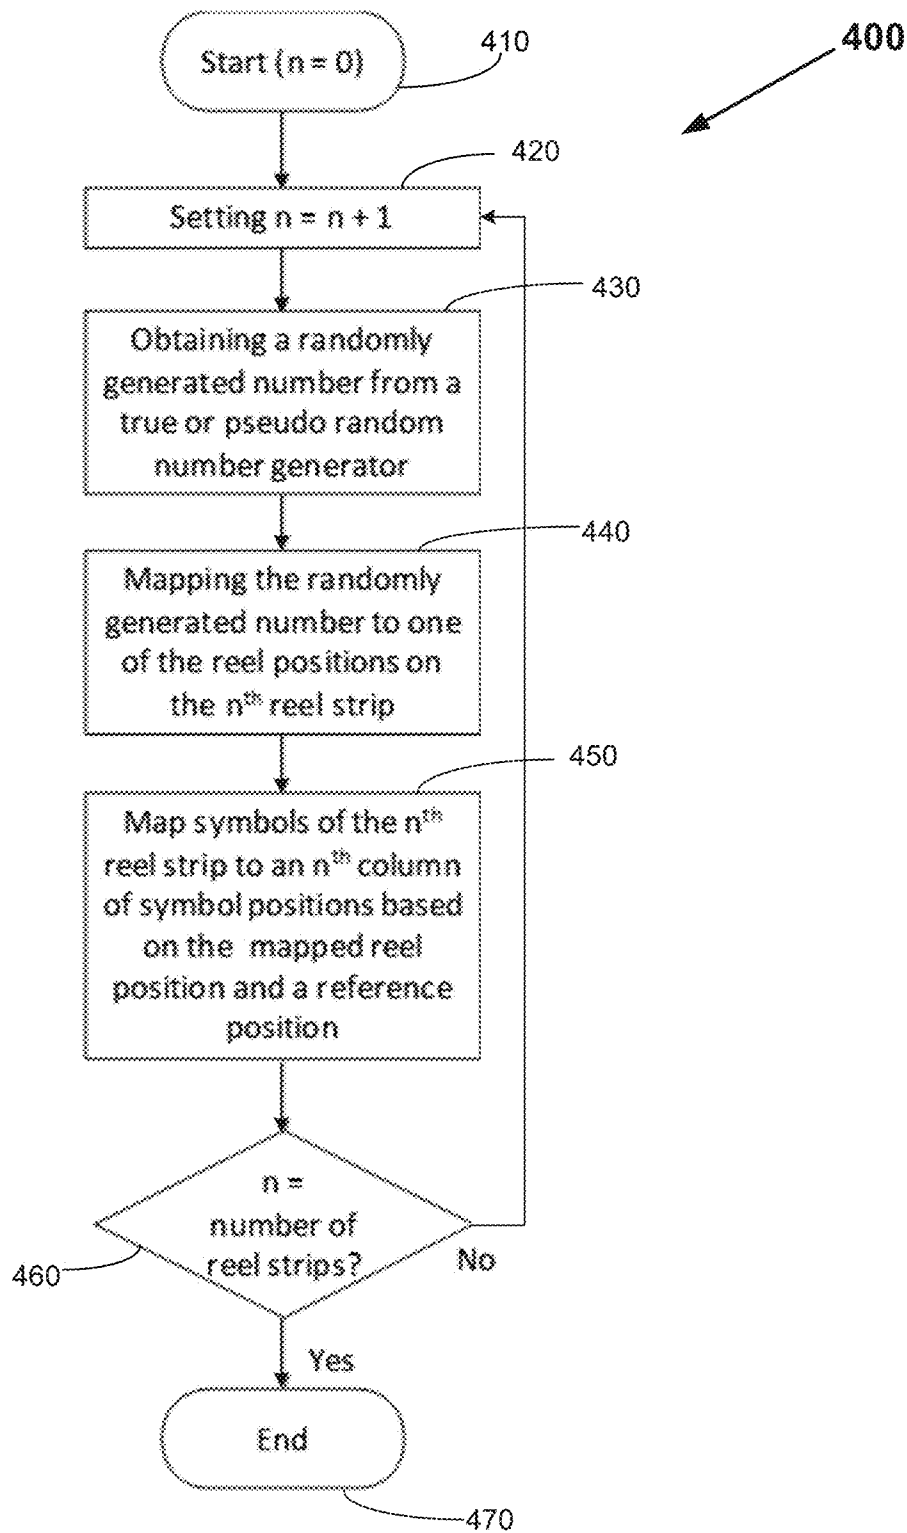 400
410
Start (n = 0)
420
Setting n = n + 1
430
Obtaining a randomly
generated number from a
true or pseudo random
number generator
440
Mapping the randomly
generated number to one
of the reel positions on
the nth reel strip
450
Map symbols of the nth
reel strip to an nth column
of symbol positions based
on the mapped reel
position and a reference
position
n =
number of
reel strips?
460
No
Yes
End
470